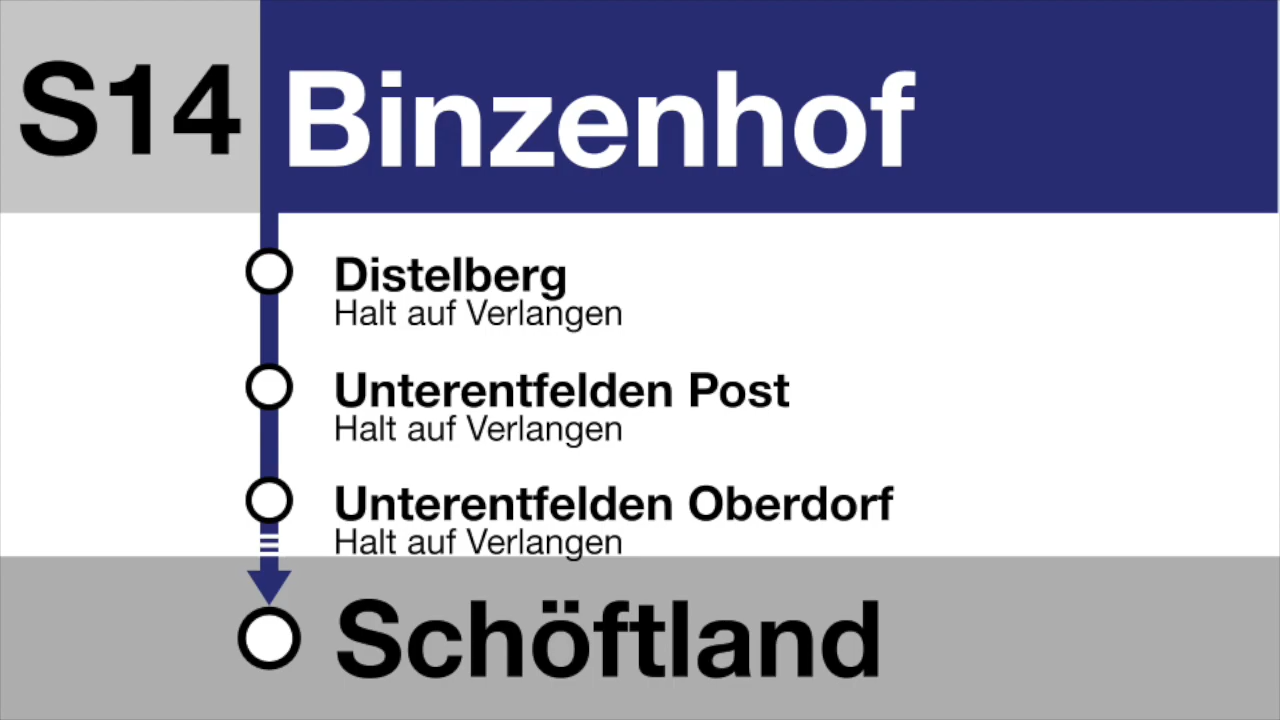 S14 Binzenhof
Distelberg
Halt auf Verlangen
Unterentfelden Post
Halt auf Verlangen
Unterentfelden Oberdorf
Halt auf Verlangen
Schöftland